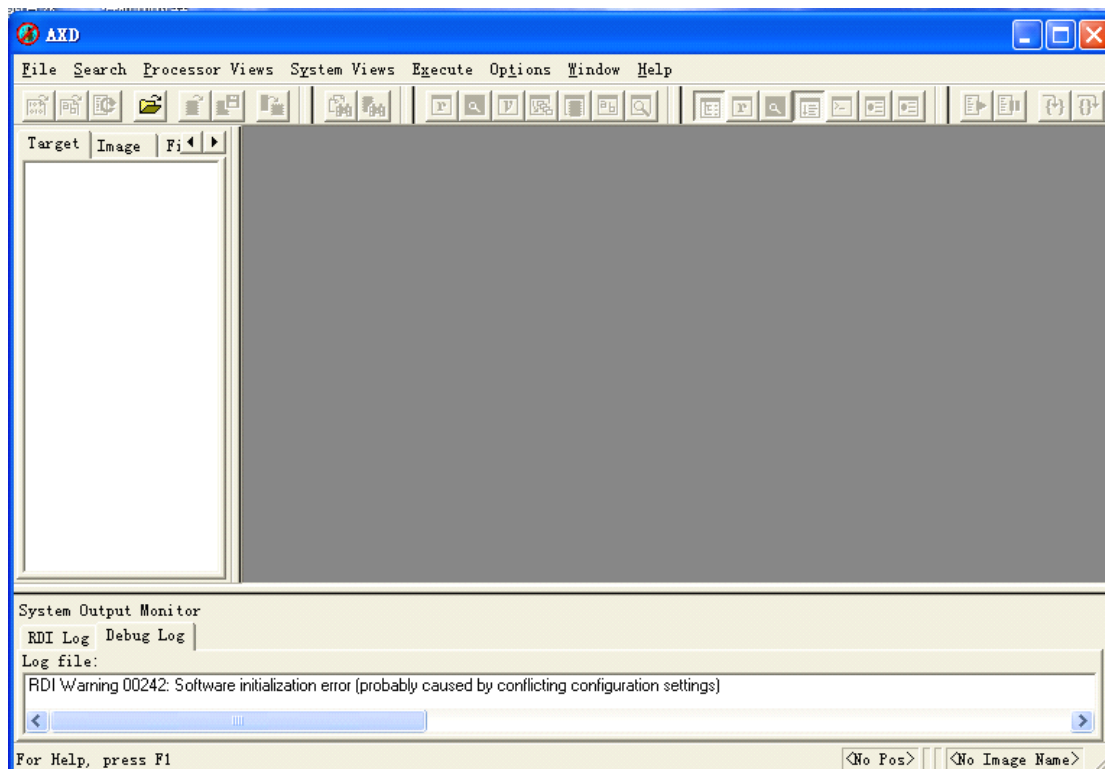 AXD
File Search Processor Views System Views Execute Options Window Help
Target Image Fi
System Output Monitor
RDI Log Debug Log
Log file:
RDI Warning 00242: Software initialization error (probably caused by conflicting configuration settings)
For Help, press F1 <No Pos> <No Image Name>